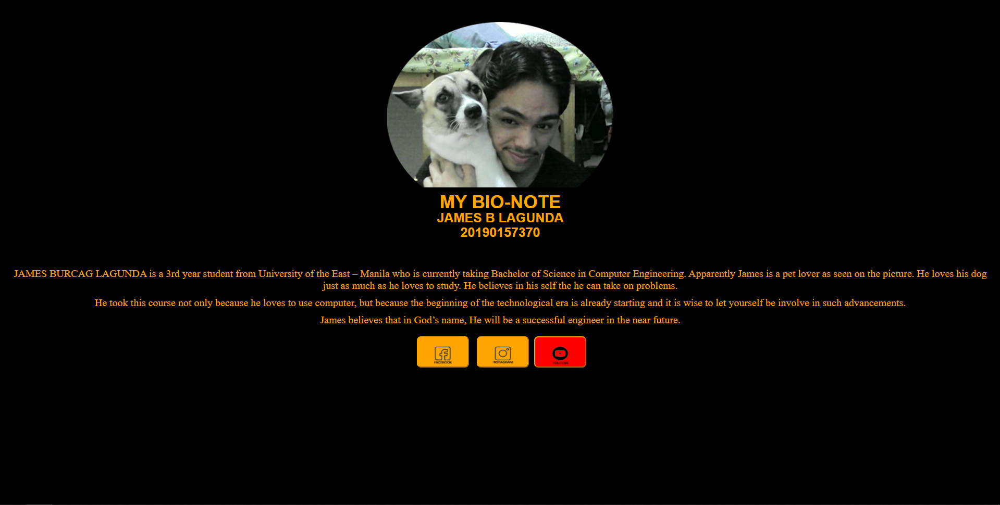 MY BIO-NOTE
JAMES B LAGUNDA
20190157370
JAMES BURCAG LAGUNDA is a 3rd year student from University of the East – Manila who is currently taking Bachelor of Science in Computer Engineering. Apparently James is a pet lover as seen on the picture. He loves his dog
just as much as he loves to study. He believes in his self the he can take on problems.
He took this course not only because he loves to use computer, but because the beginning of the technological era is already starting and it is wise to let yourself be involve in such advancements.
James believes that in God’s name, He will be a successful engineer in the near future.
FACEBOOK INSTAGRAM YOUTUBE